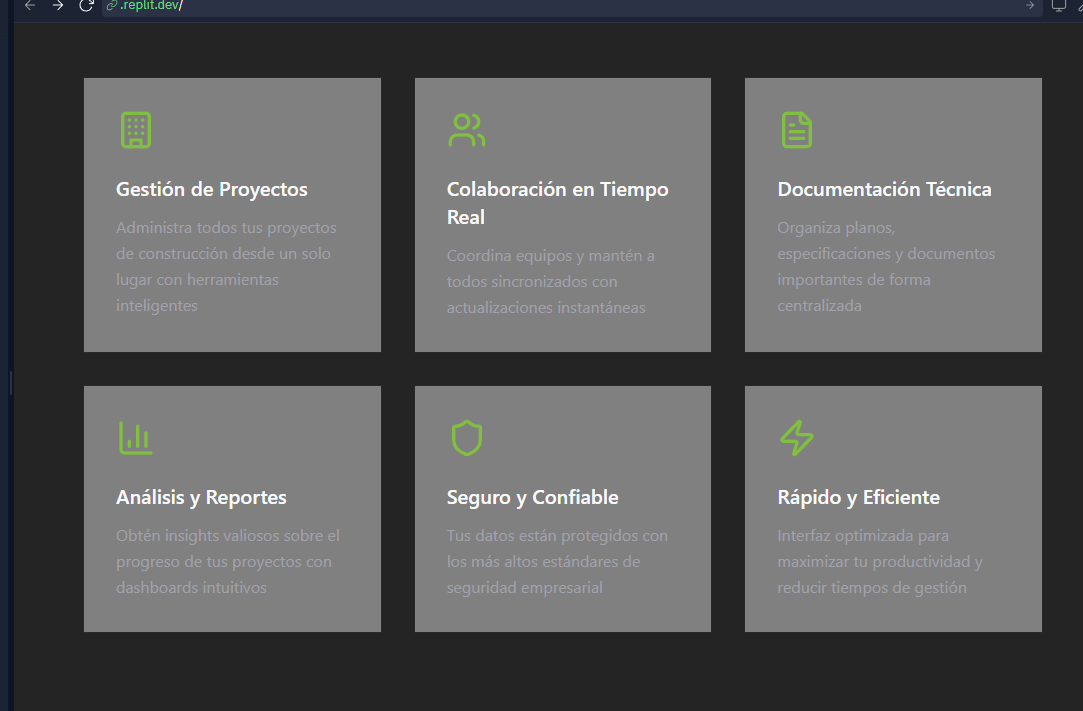 .replit.dev/
Gestión de Proyectos
Administra todos tus proyectos
de construcción desde un solo
lugar con herramientas
inteligentes
Colaboración en Tiempo
Real
Coordina equipos y mantén a
todos sincronizados con
actualizaciones instantáneas
Documentación Técnica
Organiza planos,
especificaciones y documentos
importantes de forma
centralizada
Análisis y Reportes
Obtén insights valiosos sobre el
progreso de tus proyectos con
dashboards intuitivos
Seguro y Confiable
Tus datos están protegidos con
los más altos estándares de
seguridad empresarial
Rápido y Eficiente
Interfaz optimizada para
maximizar tu productividad y
reducir tiempos de gestión